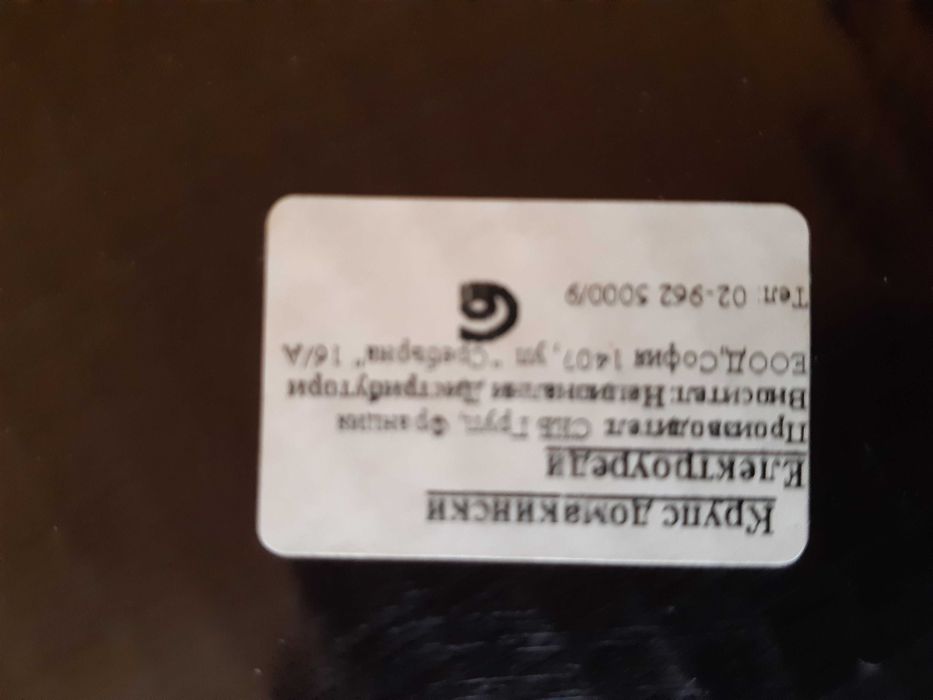 Крупс домакински
Електроуреди
Производител: СЕБ Груп, Франция
Вносител: Национални Дистрибутори
ЕООД,София 1407, ул "Сребърна" 16/А
Тел: 02-962 5000/9